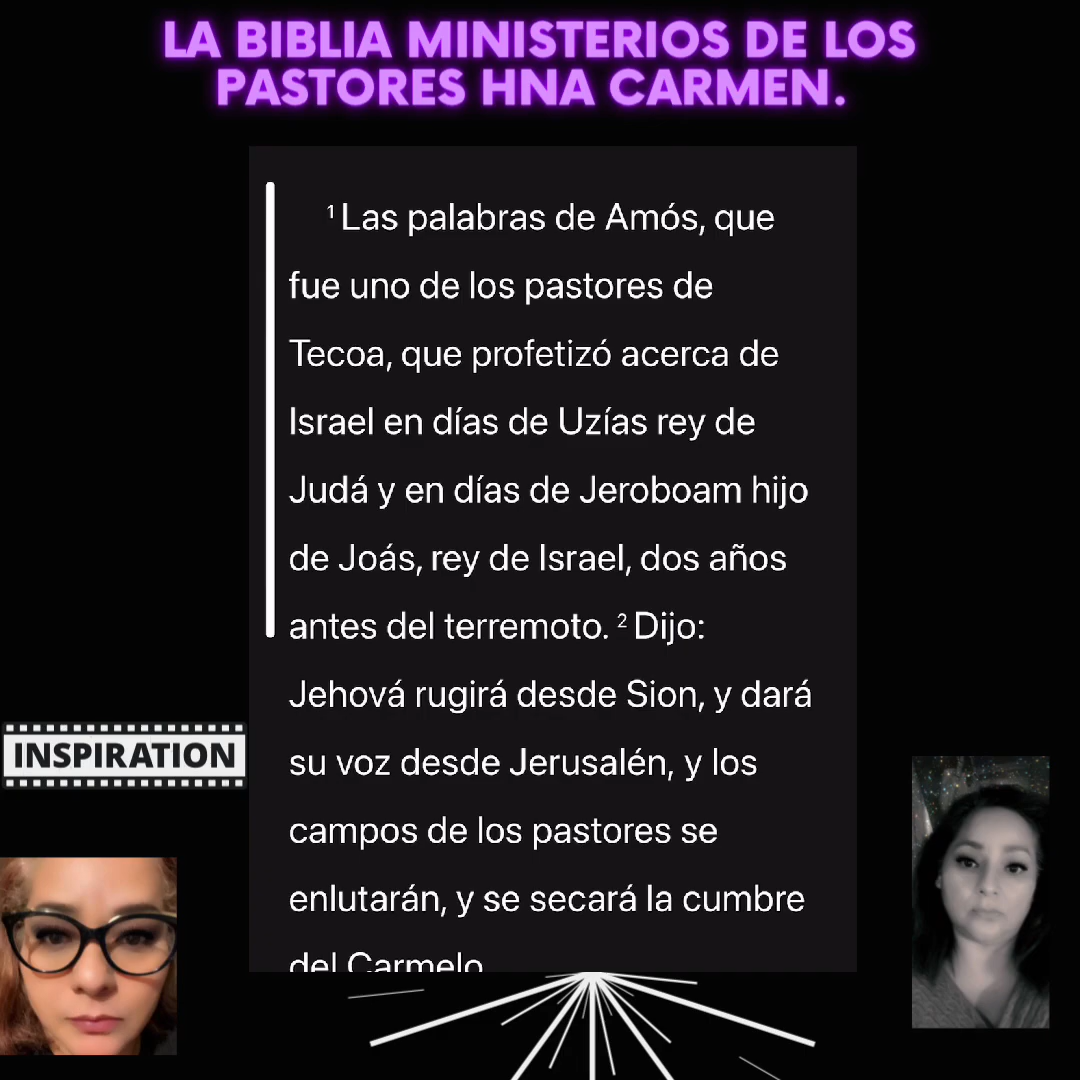 LA BIBLIA MINISTERIOS DE LOS
PASTORES HNA CARMEN.
¹ Las palabras de Amós, que
fue uno de los pastores de
Tecoa, que profetizó acerca de
Israel en días de Uzías rey de
Judá y en días de Jeroboam hijo
de Joás, rey de Israel, dos años
antes del terremoto. ² Dijo:
Jehová rugirá desde Sion, y dará
su voz desde Jerusalén, y los
campos de los pastores se
enlutarán, y se secará la cumbre
del Carmelo
INSPIRATION